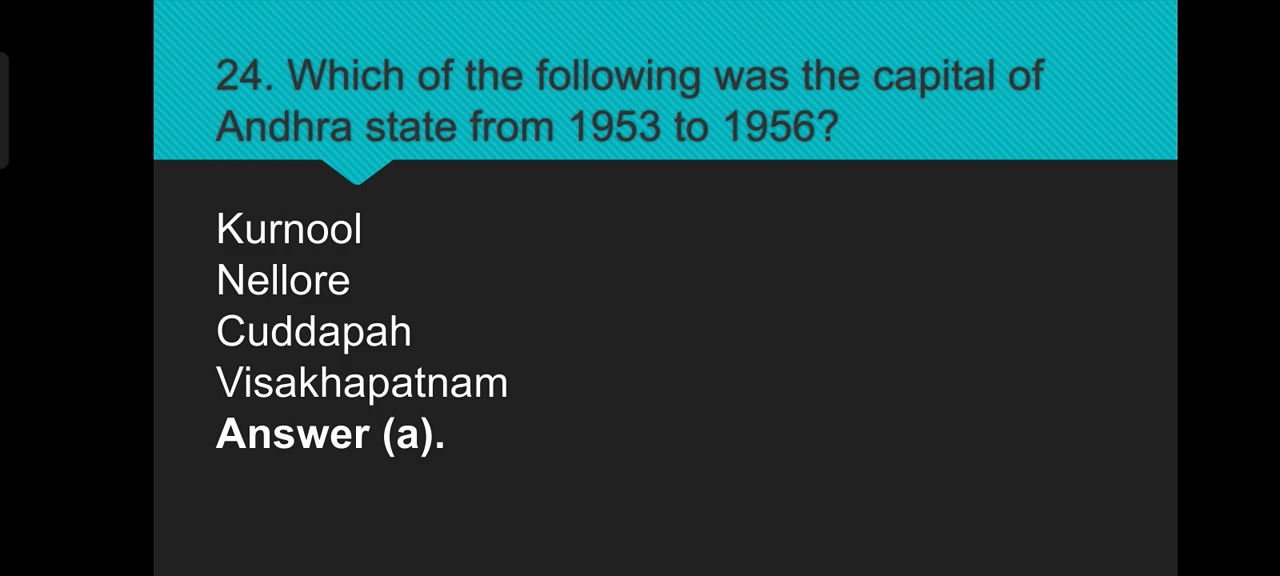 24. Which of the following was the capital of
Andhra state from 1953 to 1956?
Kurnool
Nellore
Cuddapah
Visakhapatnam
Answer (a).